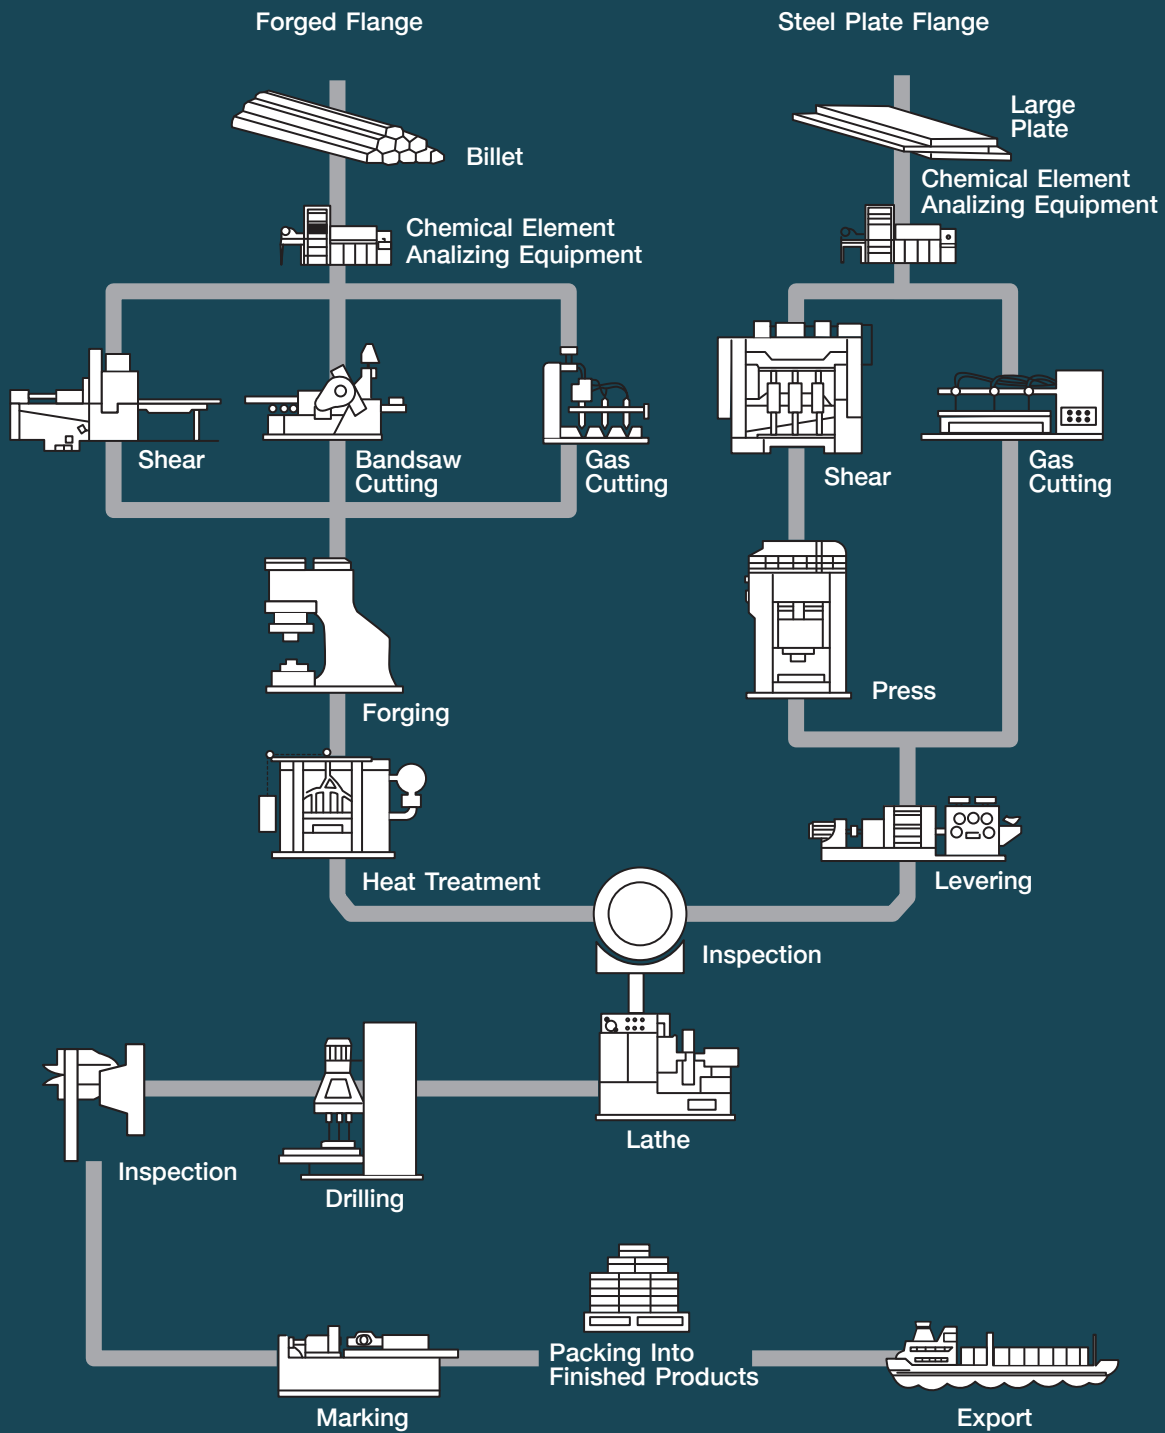 Forged Flange
Steel Plate Flange
Billet
Large
Plate
Chemical Element
Analizing Equipment
Chemical Element
Analizing Equipment
Shear
Bandsaw
Cutting
Gas
Cutting
Shear
Gas
Cutting
Forging
Press
Heat Treatment
Levering
Inspection
Lathe
Inspection
Drilling
Packing Into
Finished Products
Marking
Export